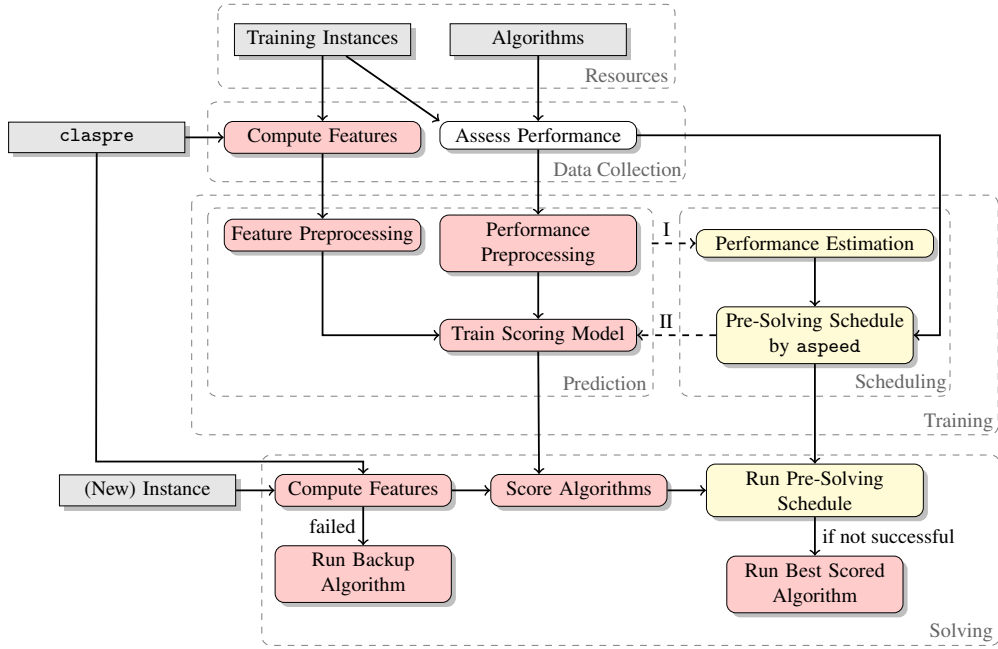 Training Instances
Algorithms
Resources
claspre
Compute Features
Assess Performance
Data Collection
Feature Preprocessing
Performance
Preprocessing
I
Performance Estimation
Train Scoring Model
II
Pre-Solving Schedule
by aspeed
Prediction
Scheduling
Training
(New) Instance
Compute Features
Score Algorithms
Run Pre-Solving
Schedule
failed
if not successful
Run Backup
Algorithm
Run Best Scored
Algorithm
Solving